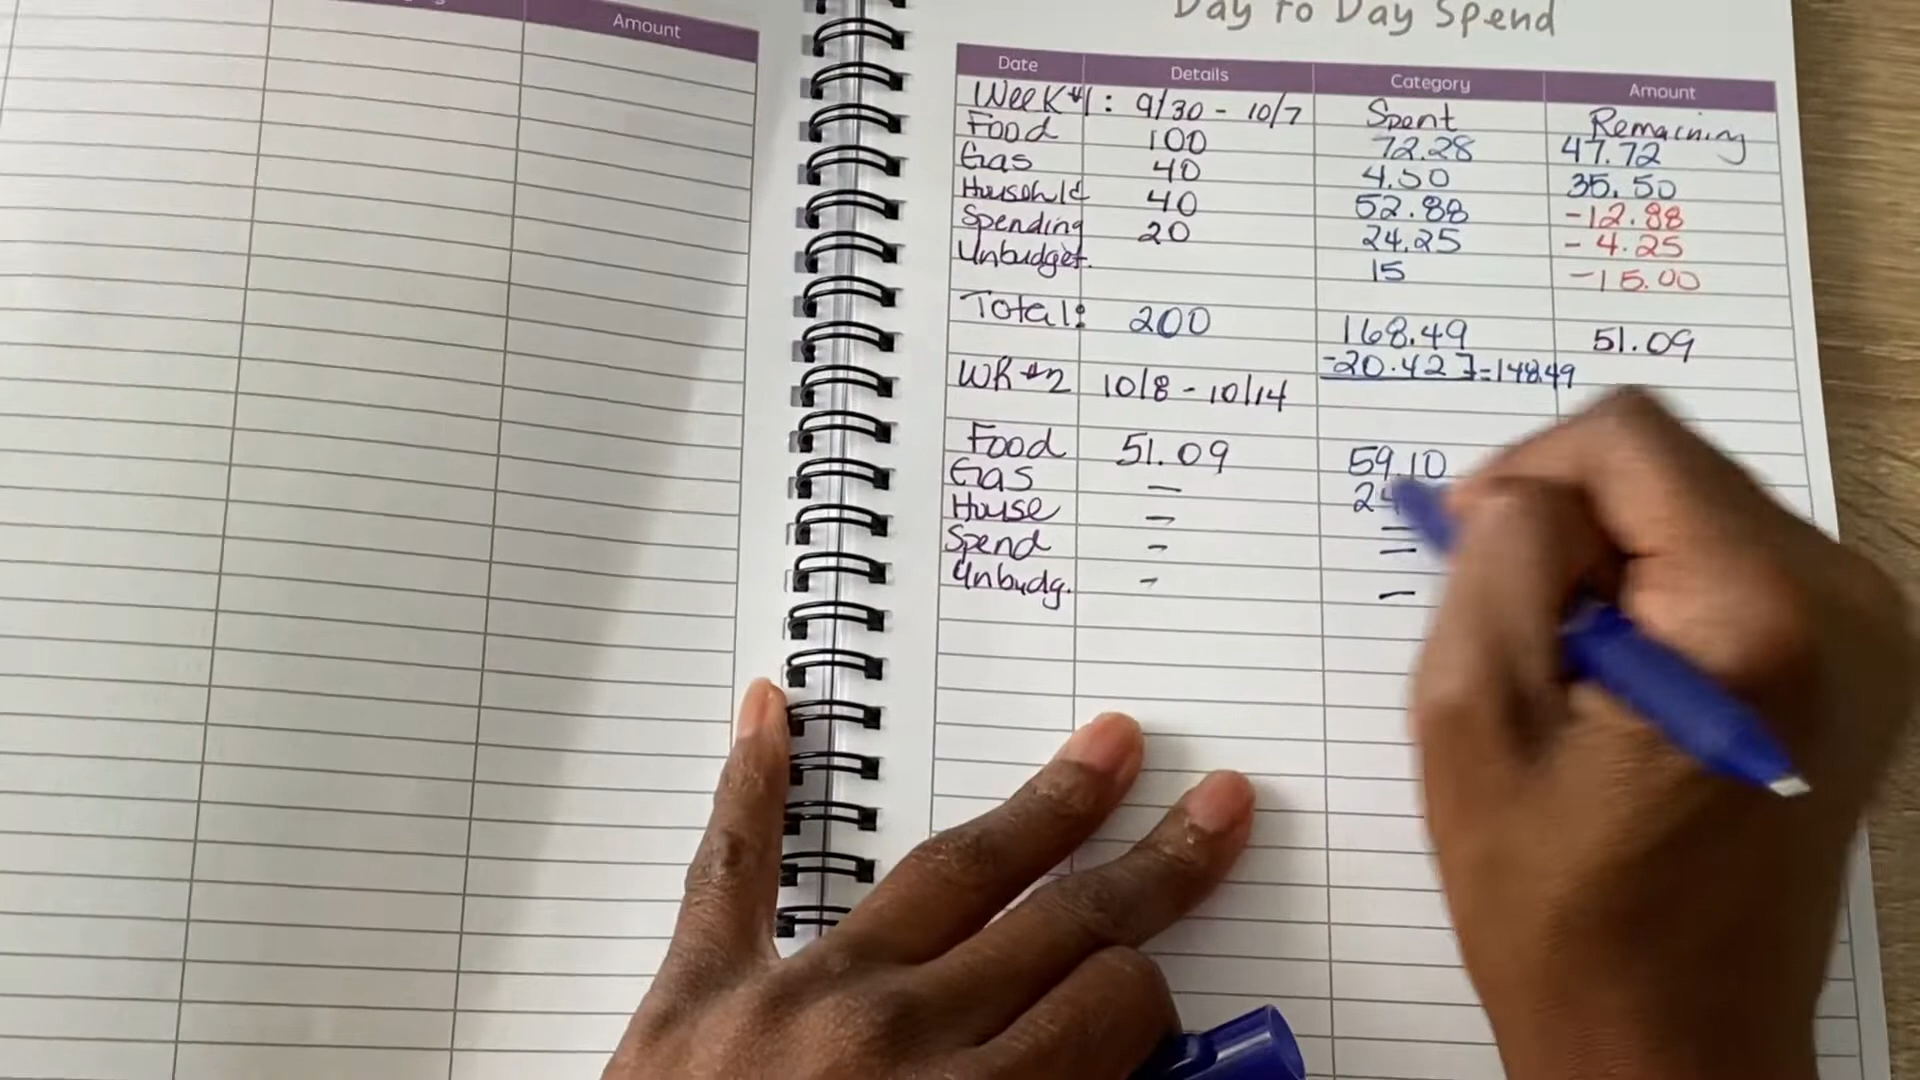 Amount
Day to Day Spend
Date Details Category Amount
Week #1: 9/30 - 10/7 Spent Remaining
Food 100 72.28 47.72
Gas 40 4.50 35.50
Househld 40 52.88 -12.88
Spending 20 24.25 - 4.25
Unbudget. 15 -15.00
Total: 200 168.49 51.09
-20.42 = 148.49
WK #2 10/8 - 10/14
Food 51.09 59.10
Gas — 24
House — —
Spend - —
Unbudg. - —